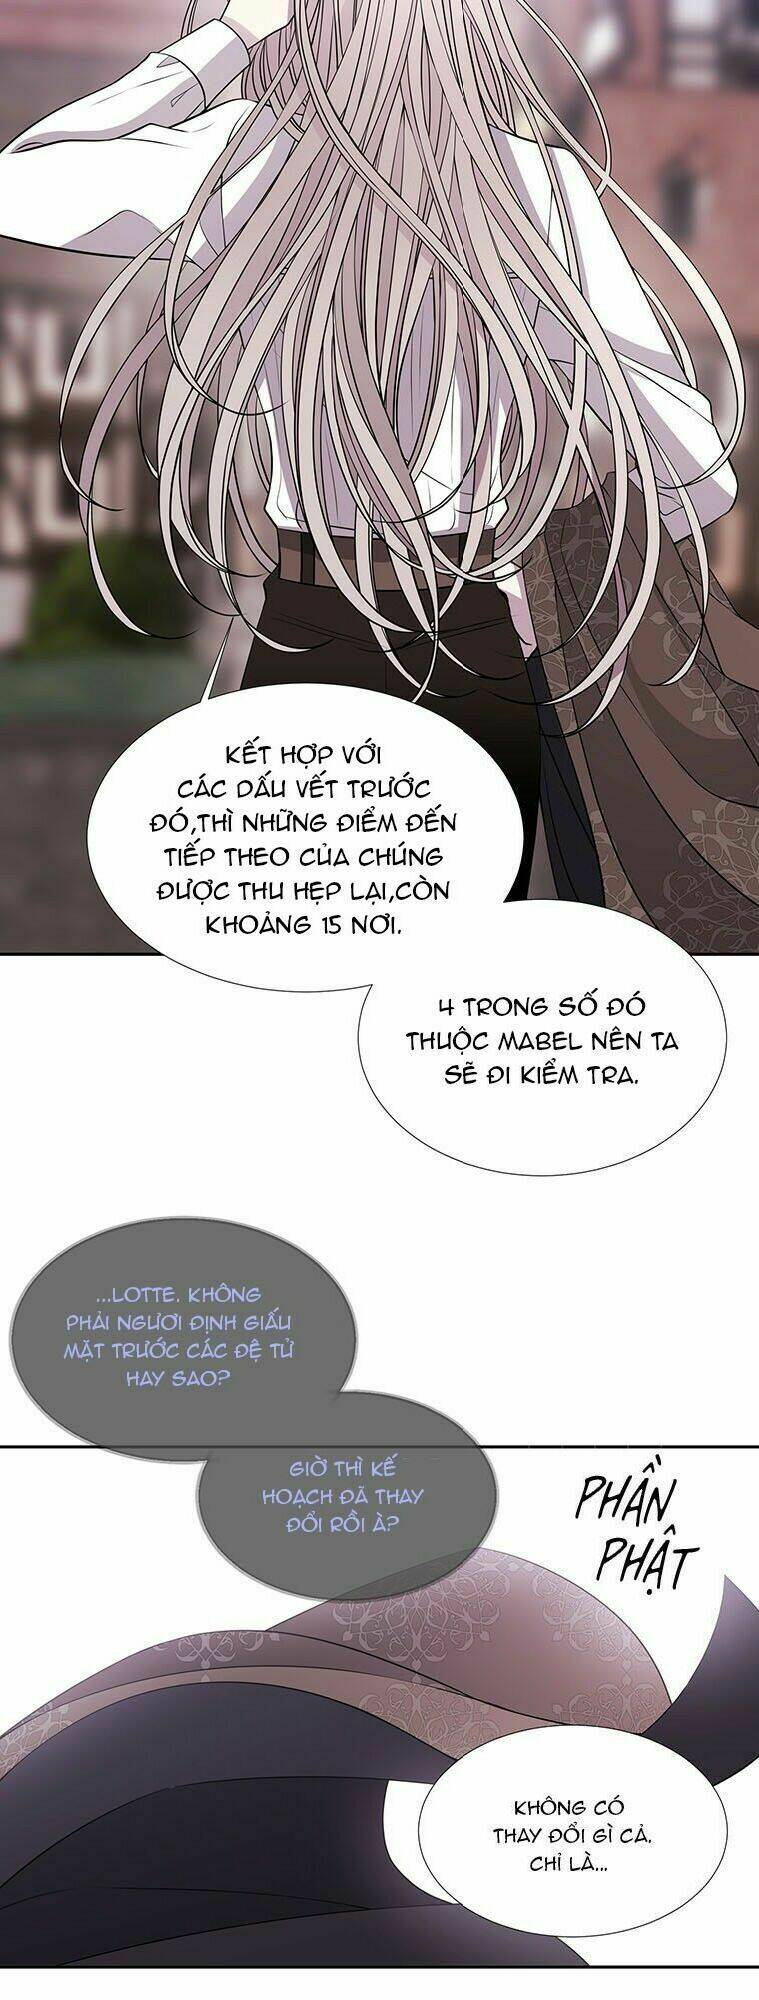 KẾT HỢP VỚI
CÁC DẤU VẾT TRƯỚC
ĐÓ,THÌ NHỮNG ĐIỂM ĐẾN
TIẾP THEO CỦA CHÚNG
ĐƯỢC THU HẸP LẠI,CÒN
KHOẢNG 15 NƠI.
4 TRONG SỐ ĐÓ
THUỘC MABEL NÊN TA
SẼ ĐI KIỂM TRA.
...LOTTE. KHÔNG
PHẢI NGƯƠI ĐỊNH GIẤU
MẶT TRƯỚC CÁC ĐỆ TỬ
HAY SAO?
GIỜ THÌ KẾ
HOẠCH ĐÃ THAY
ĐỔI RỒI À?
PHẦN
PHẬT
KHÔNG CÓ
THAY ĐỔI GÌ CẢ.
CHỈ LÀ...